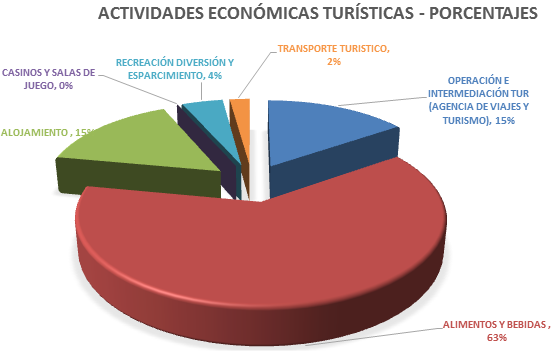 ACTIVIDADES ECONÓMICAS TURÍSTICAS - PORCENTAJES
TRANSPORTE TURISTICO,
2%
RECREACIÓN DIVERSIÓN Y
ESPARCIMIENTO, 4%
CASINOS Y SALAS DE
JUEGO, 0%
OPERACIÓN E
INTERMEDIACIÓN TUR
(AGENCIA DE VIAJES Y
TURISMO), 15%
ALOJAMIENTO , 15%
ALIMENTOS Y BEBIDAS ,
63%